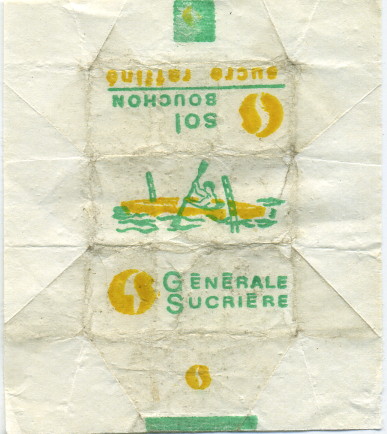 sucre raffiné
sol
BOUCHON
GÉNÉRALE
SUCRIÈRE